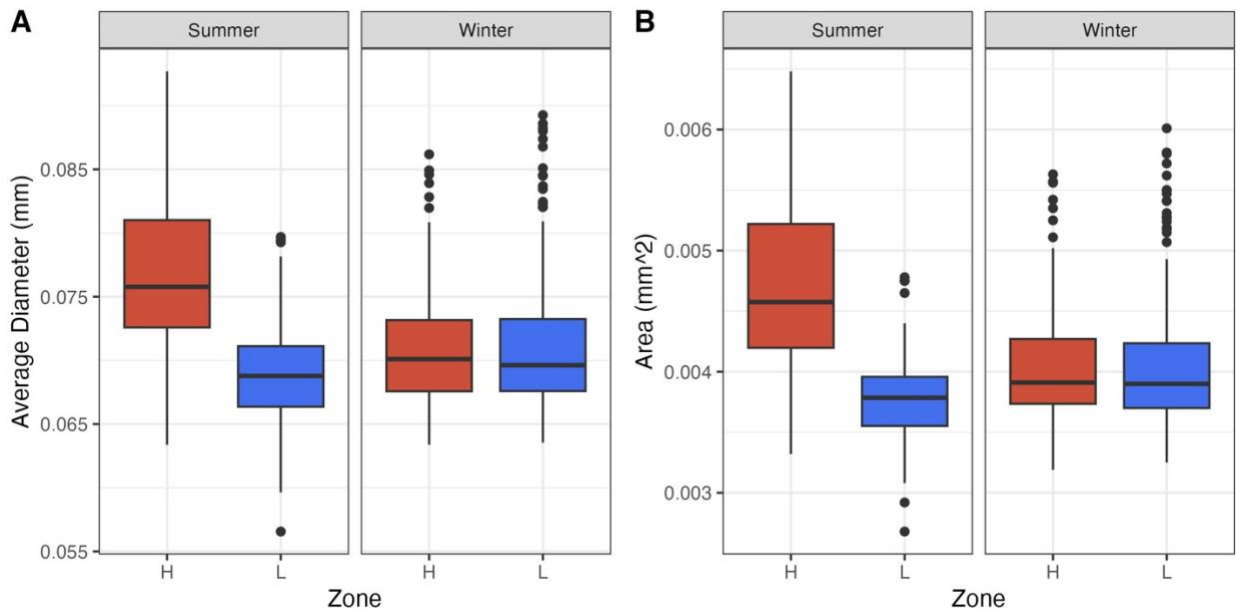 A
Summer
Winter
Average Diameter (mm)
0.085
0.075
0.065
0.055
H
L
H
L
Zone
B
Summer
Winter
Area (mm^2)
0.006
0.005
0.004
0.003
H
L
H
L
Zone